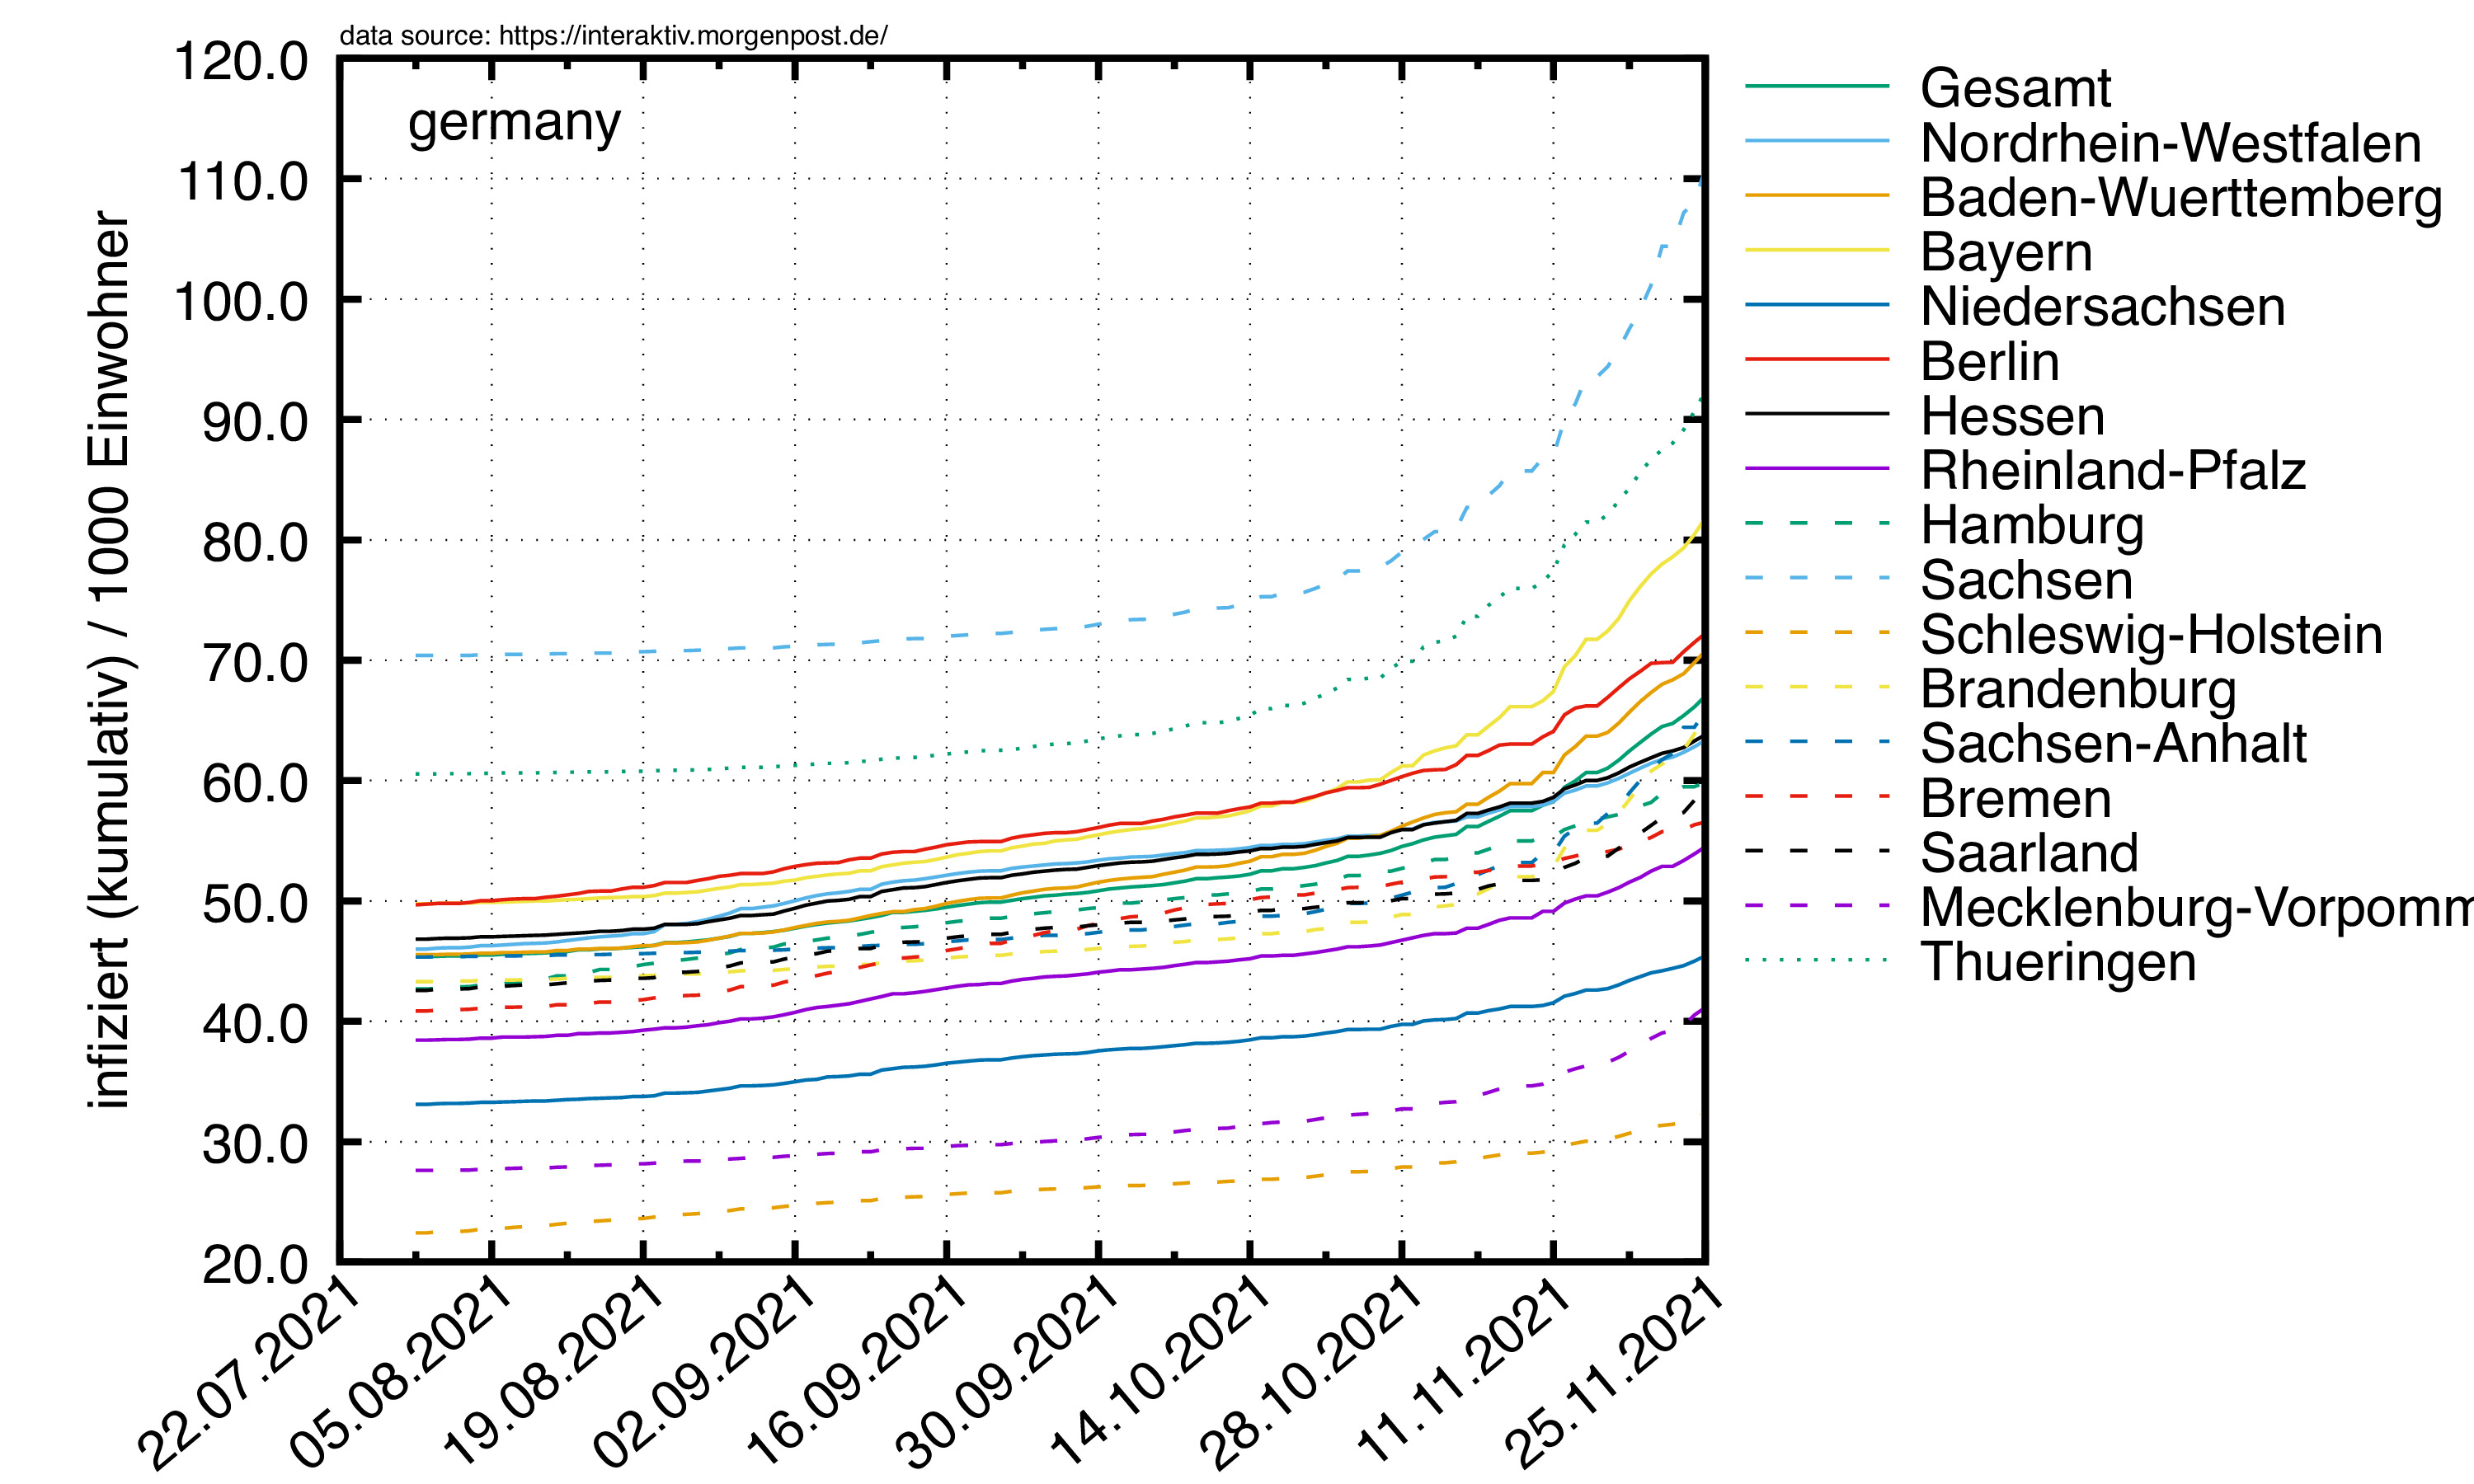 data source: https://interaktiv.morgenpost.de/
germany
infiziert (kumulativ) / 1000 Einwohner
120.0
110.0
100.0
90.0
80.0
70.0
60.0
50.0
40.0
30.0
20.0
22.07.2021
05.08.2021
19.08.2021
02.09.2021
16.09.2021
30.09.2021
14.10.2021
28.10.2021
11.11.2021
25.11.2021
Gesamt
Nordrhein-Westfalen
Baden-Wuerttemberg
Bayern
Niedersachsen
Berlin
Hessen
Rheinland-Pfalz
Hamburg
Sachsen
Schleswig-Holstein
Brandenburg
Sachsen-Anhalt
Bremen
Saarland
Mecklenburg-Vorpomm
Thueringen